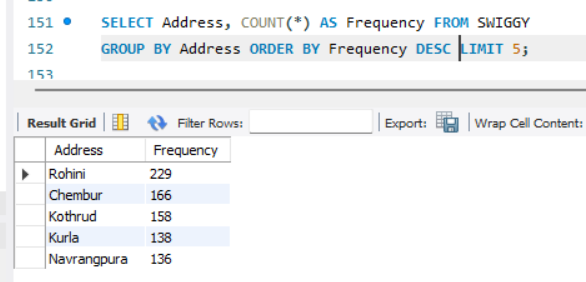 151 SELECT Address, COUNT(*) AS Frequency FROM SWIGGY
152 GROUP BY Address ORDER BY Frequency DESC LIMIT 5;
153
Result Grid Filter Rows: Export: Wrap Cell Content:
Address Frequency
Rohini 229
Chembur 166
Kothrud 158
Kurla 138
Navrangpura 136